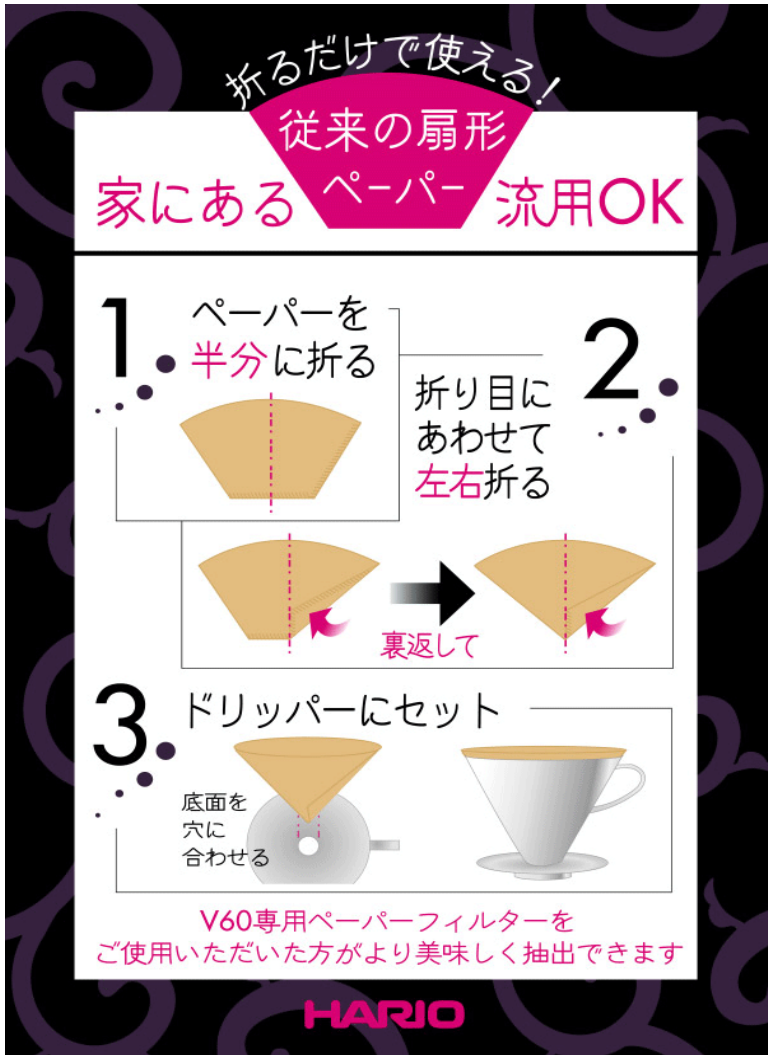 折るだけで使える!
従来の扇形
家にある ペーパー 流用OK
1
ペーパーを
半分に折る
2
折り目に
あわせて
左右折る
裏返して
3
ドリッパーにセット
底面を
穴に
合わせる
V60専用ペーパーフィルターを
ご使用いただいた方がより美味しく抽出できます
HARIO